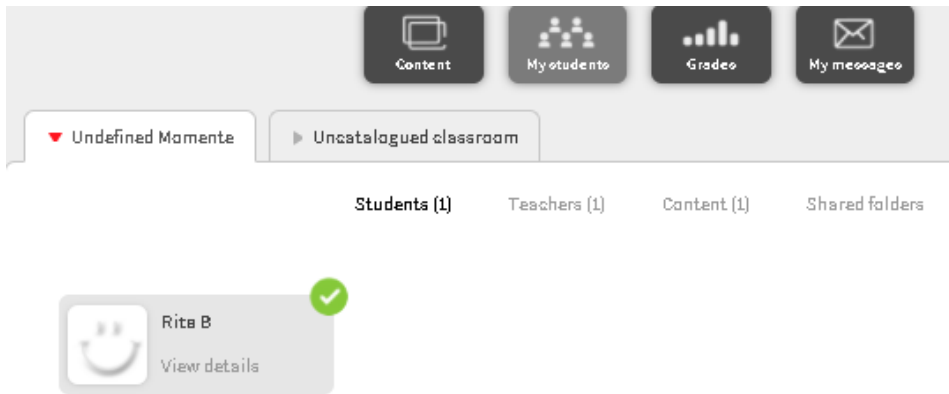 Content My students Grades My messages
Undefined Momente Uncatalogued classroom
Students (1) Teachers (1) Content (1) Shared folders
Rita B
View details